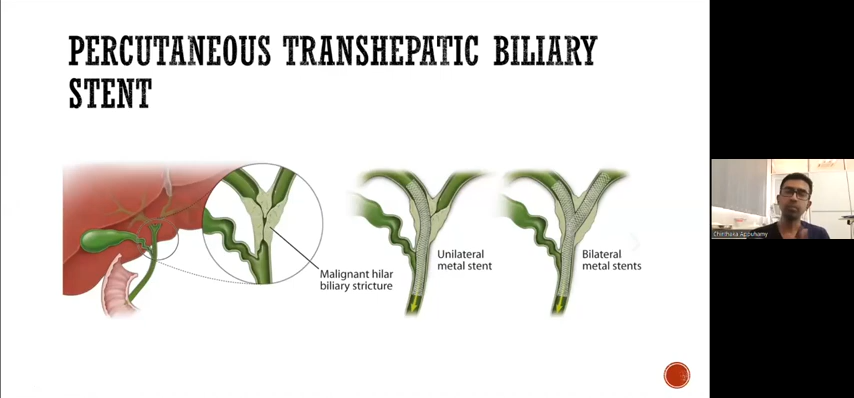 PERCUTANEOUS TRANSHEPATIC BILIARY
STENT
Malignant hilar
biliary stricture
Unilateral
metal stent
Bilateral
metal stents